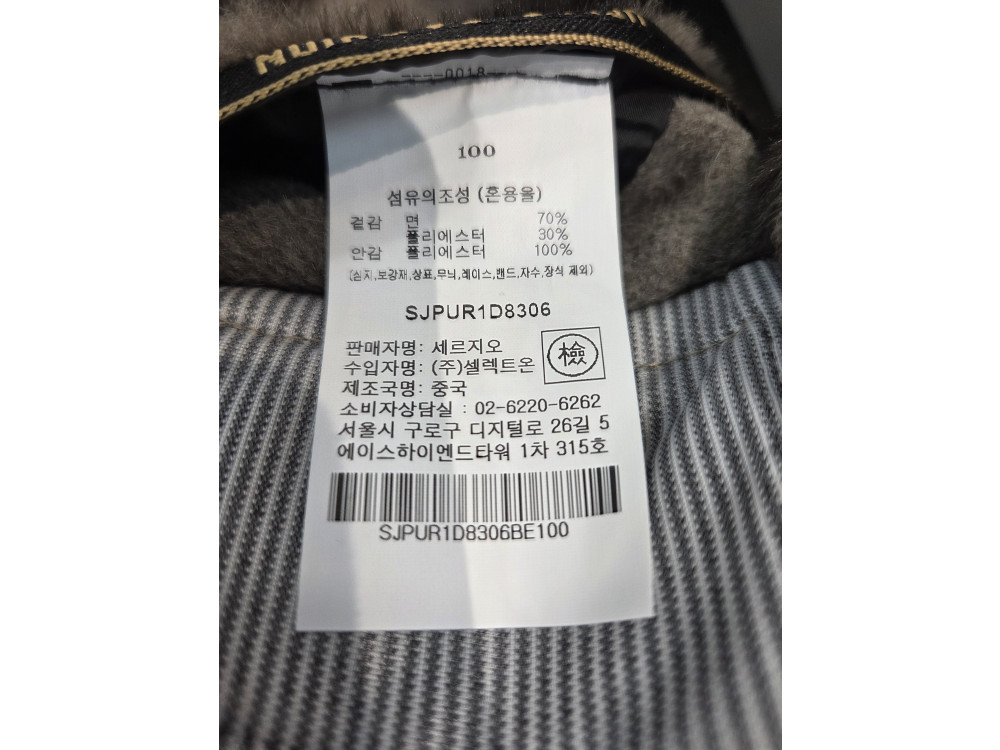 0018
100
섬유의조성 (혼용율)
겉감 면 70%
폴리에스터 30%
안감 폴리에스터 100%
(심지,보강재,상표,무늬,레이스,밴드,자수,장식 제외)
SJPUR1D8306
판매자명: 세르지오
檢
수입자명: (주)셀렉트온
제조국명: 중국
소비자상담실 : 02-6220-6262
서울시 구로구 디지털로 26길 5
에이스하이엔드타워 1차 315호
SJPUR1D8306BE100